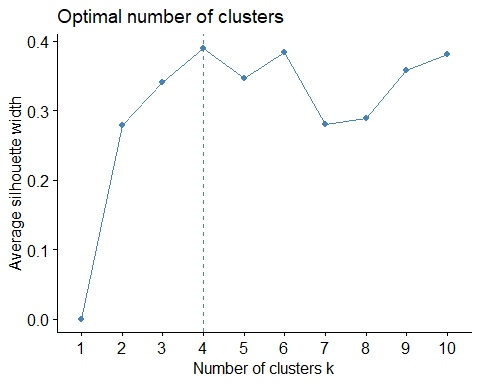 Optimal number of clusters
Average silhouette width
0.4
0.3
0.2
0.1
0.0
1 2 3 4 5 6 7 8 9 10
Number of clusters k